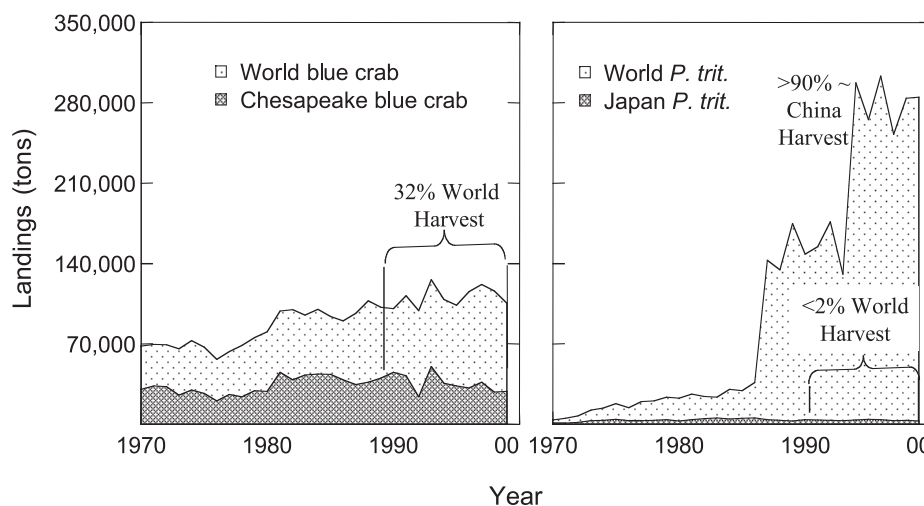 350,000
280,000
210,000
140,000
70,000
Landings (tons)
World blue crab
Chesapeake blue crab
32% World
Harvest
1970
1980
1990
00
World P. trit.
Japan P. trit.
>90% ~
China
Harvest
<2% World
Harvest
1970
1980
1990
00
Year